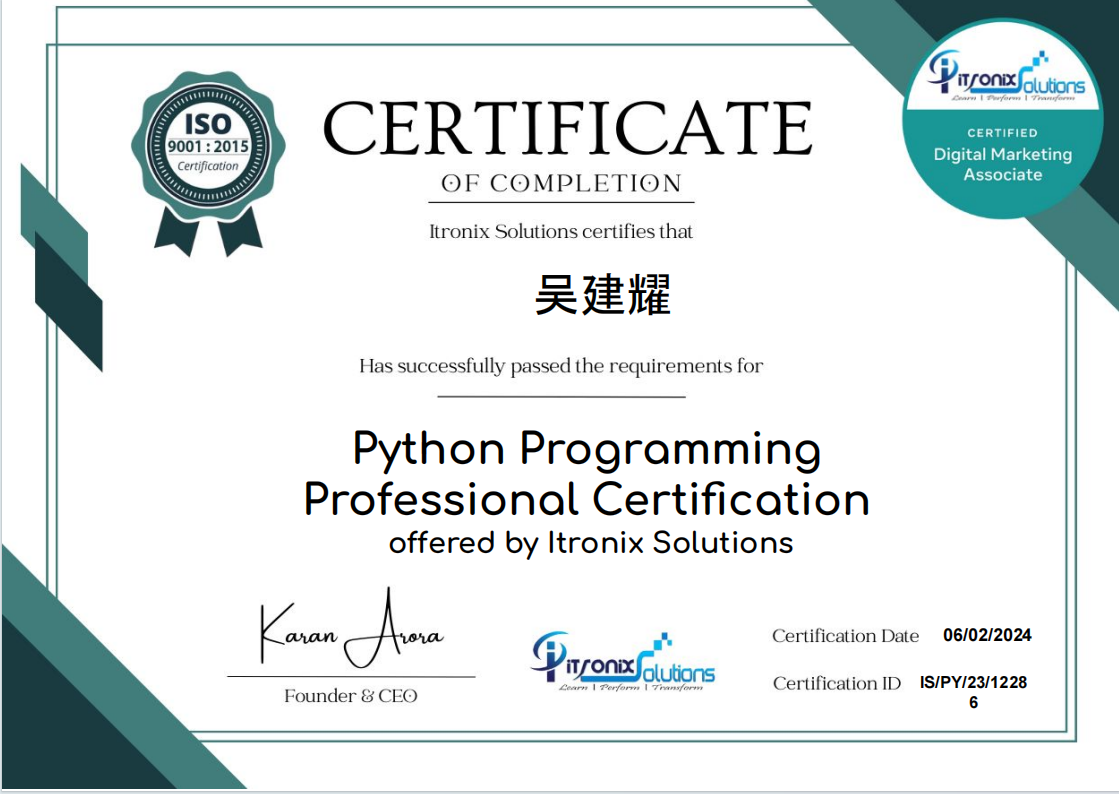 ISO
9001 : 2015
Certification
CERTIFICATE
OF COMPLETION
itronix Solutions
Learn | Perform | Transform
CERTIFIED
Digital Marketing
Associate
Itronix Solutions certifies that
吴建耀
Has successfully passed the requirements for
Python Programming
Professional Certification
offered by Itronix Solutions
Karan Arora
Founder & CEO
itronix Solutions
Learn | Perform | Transform
Certification Date 06/02/2024
Certification ID IS/PY/23/1228
6